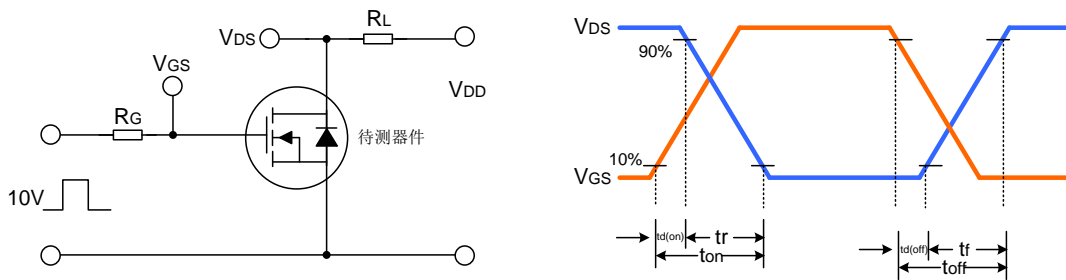 VDS
RL
VGS
VDD
RG
待测器件
10V
VDS
90%
10%
VGS
td(on)
tr
ton
td(off)
tf
toff